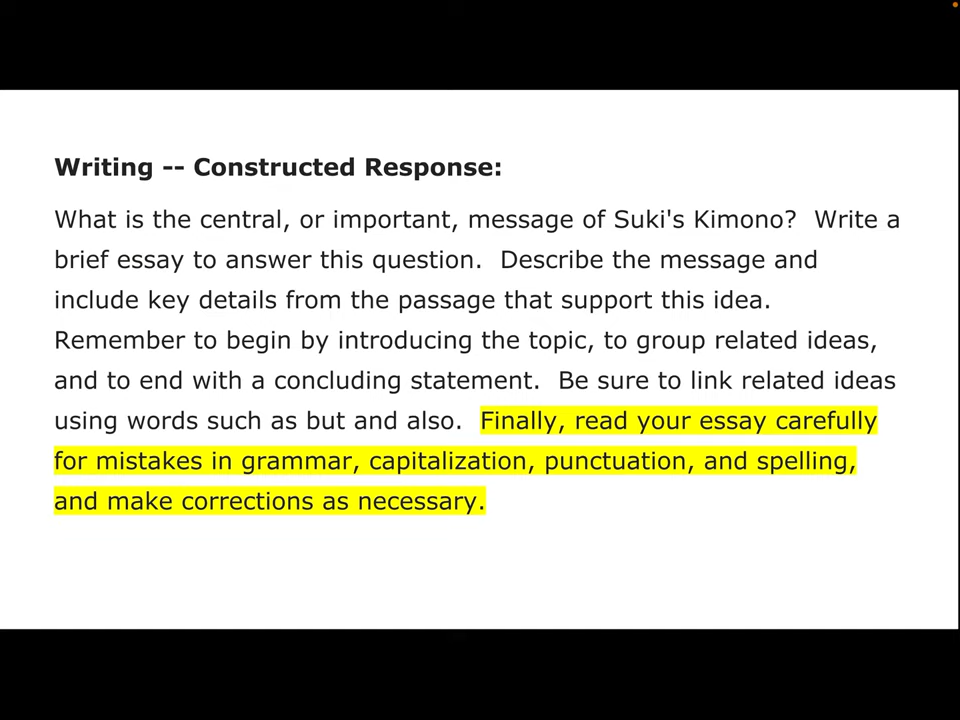 Writing -- Constructed Response:
What is the central, or important, message of Suki's Kimono?  Write a
brief essay to answer this question.  Describe the message and
include key details from the passage that support this idea.
Remember to begin by introducing the topic, to group related ideas,
and to end with a concluding statement.  Be sure to link related ideas
using words such as but and also.  Finally, read your essay carefully
for mistakes in grammar, capitalization, punctuation, and spelling,
and make corrections as necessary.